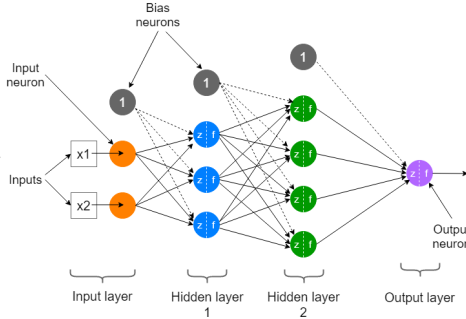 Bias
neurons
Input
neuron
1
1
1
z f
z f
z f
z f
z f
z f
z f
z f
x1
x2
Inputs
Output
neuron
Input layer
Hidden layer
1
Hidden layer
2
Output layer